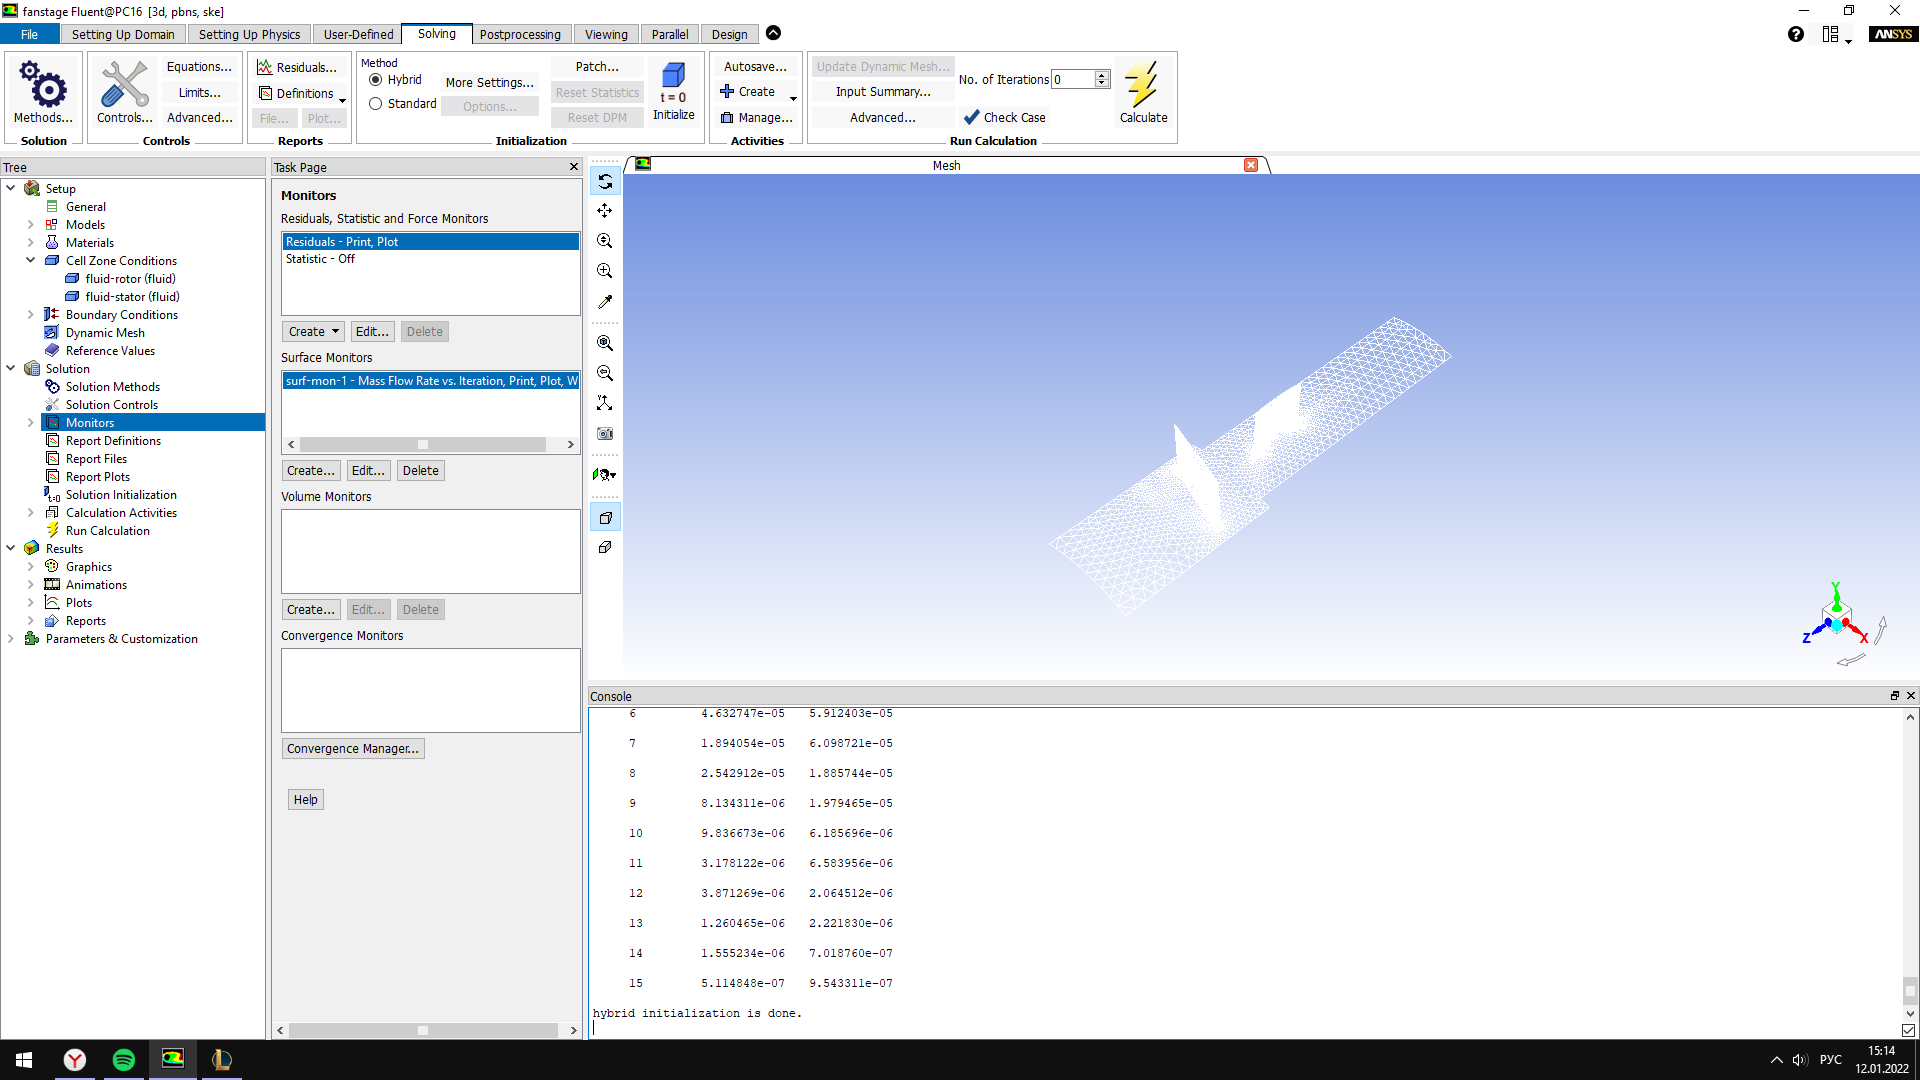 fanstage Fluent@PC16 [3d, pbns, ske]
File Setting Up Domain Setting Up Physics User-Defined Solving Postprocessing Viewing Parallel Design
ANSYS
Methods...
Solution
Controls...
Equations...
Limits...
Advanced...
Controls
Residuals...
Definitions
File... Plot...
Reports
Method
Hybrid
Standard
More Settings...
Options...
Patch...
Reset Statistics
Reset DPM
t = 0
Initialize
Initialization
Autosave...
Create
Manage...
Activities
Update Dynamic Mesh...
Input Summary...
Advanced...
No. of Iterations 0
Check Case
Calculate
Run Calculation
Tree
Setup
General
Models
Materials
Cell Zone Conditions
fluid-rotor (fluid)
fluid-stator (fluid)
Boundary Conditions
Dynamic Mesh
Reference Values
Solution
Solution Methods
Solution Controls
Monitors
Report Definitions
Report Files
Report Plots
Solution Initialization
Calculation Activities
Run Calculation
Results
Graphics
Animations
Plots
Reports
Parameters & Customization
Task Page
Monitors
Residuals, Statistic and Force Monitors
Residuals - Print, Plot
Statistic - Off
Create Edit... Delete
Surface Monitors
surf-mon-1 - Mass Flow Rate vs. Iteration, Print, Plot, W
Create... Edit... Delete
Volume Monitors
Create... Edit... Delete
Convergence Monitors
Convergence Manager...
Help
Mesh
Y
Z
X
Console
6 4.632747e-05 5.912403e-05
7 1.894054e-05 6.098721e-05
8 2.542912e-05 1.885744e-05
9 8.134311e-06 1.979465e-05
10 9.836673e-06 6.185696e-06
11 3.178122e-06 6.583956e-06
12 3.871269e-06 2.064512e-06
13 1.260465e-06 2.221830e-06
14 1.555234e-06 7.018760e-07
15 5.114848e-07 9.543311e-07
hybrid initialization is done.
РУС
15:14
12.01.2022